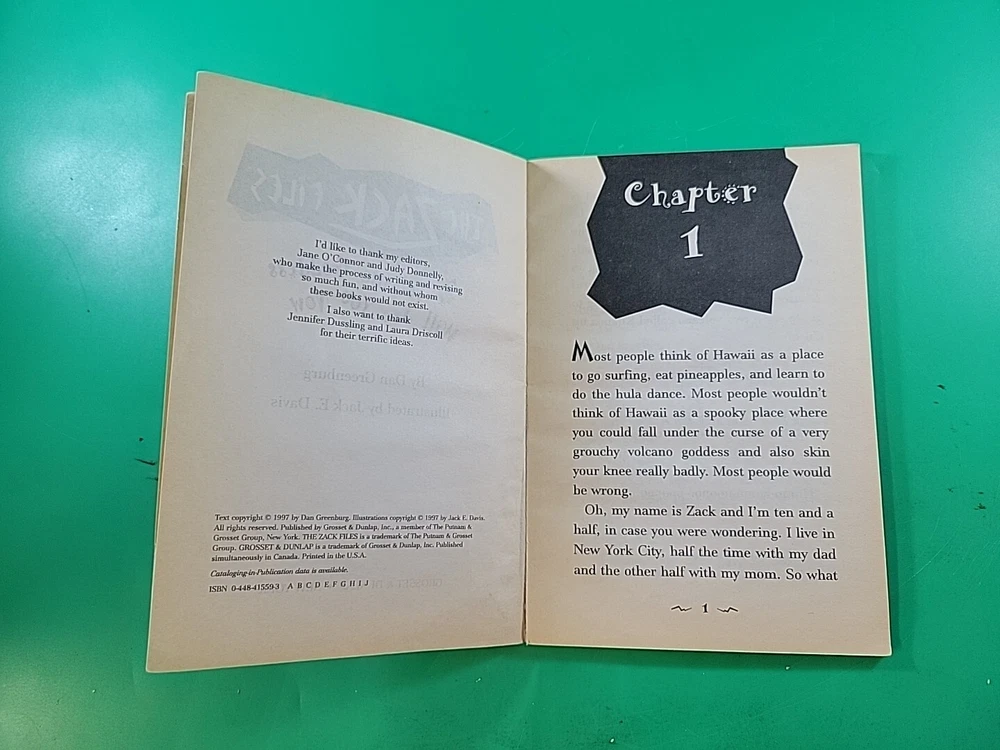 I'd like to thank my editors,
Jane O'Connor and Judy Donnelly,
who make the process of writing and revising
so much fun, and without whom
these books would not exist.
I also want to thank
Jennifer Dussling and Laura Driscoll
for their terrific ideas.
Text copyright © 1997 by Dan Greenburg. Illustrations copyright © 1997 by Jack E. Davis.
All rights reserved. Published by Grosset & Dunlap, Inc., a member of The Putnam &
Grosset Group, New York. THE ZACK FILES is a trademark of The Putnam & Grosset
Group. GROSSET & DUNLAP is a trademark of Grosset & Dunlap, Inc. Published
simultaneously in Canada. Printed in the U.S.A.
Cataloging-in-Publication data is available.
ISBN 0-448-41559-3 A B C D E F G H I J
Chapter
1
Most people think of Hawaii as a place
to go surfing, eat pineapples, and learn to
do the hula dance. Most people wouldn't
think of Hawaii as a spooky place where
you could fall under the curse of a very
grouchy volcano goddess and also skin
your knee really badly. Most people would
be wrong.
Oh, my name is Zack and I'm ten and a
half, in case you were wondering. I live in
New York City, half the time with my dad
and the other half with my mom. So what
1